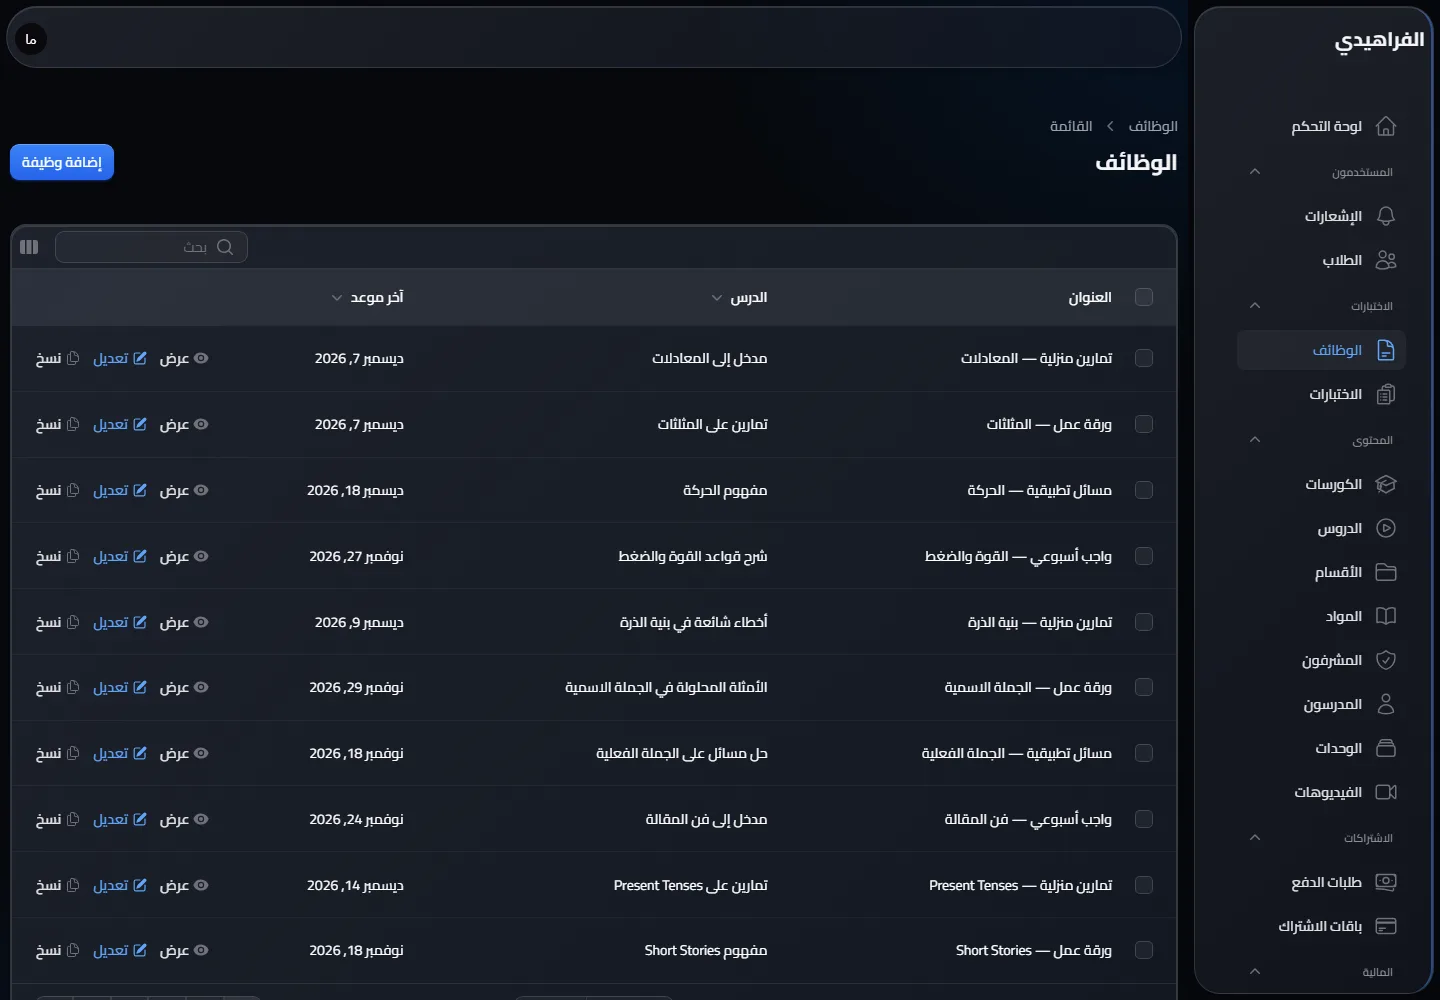 الفراهيدي
لوحة التحكم
المستخدمون
الإشعارات
الطلاب
الاختبارات
الوظائف
الاختبارات
المحتوى
الكورسات
الدروس
الأقسام
المواد
المشرفون
المدرسون
الوحدات
الفيديوهات
الاشتراكات
طلبات الدفع
باقات الاشتراك
المالية
ما
الوظائف القائمة
الوظائف
إضافة وظيفة
بحث
العنوان الدرس آخر موعد
تمارين منزلية — المعادلات مدخل إلى المعادلات ديسمبر 7, 2026 عرض تعديل نسخ
ورقة عمل — المثلثات تمارين على المثلثات ديسمبر 7, 2026 عرض تعديل نسخ
مسائل تطبيقية — الحركة مفهوم الحركة ديسمبر 18, 2026 عرض تعديل نسخ
واجب أسبوعي — القوة والضغط شرح قواعد القوة والضغط نوفمبر 27, 2026 عرض تعديل نسخ
تمارين منزلية — بنية الذرة أخطاء شائعة في بنية الذرة ديسمبر 9, 2026 عرض تعديل نسخ
ورقة عمل — الجملة الاسمية الأمثلة المحلولة في الجملة الاسمية نوفمبر 29, 2026 عرض تعديل نسخ
مسائل تطبيقية — الجملة الفعلية حل مسائل على الجملة الفعلية نوفمبر 18, 2026 عرض تعديل نسخ
واجب أسبوعي — فن المقالة مدخل إلى فن المقالة نوفمبر 24, 2026 عرض تعديل نسخ
تمارين منزلية — Present Tenses تمارين على Present Tenses ديسمبر 14, 2026 عرض تعديل نسخ
ورقة عمل — Short Stories مفهوم Short Stories نوفمبر 18, 2026 عرض تعديل نسخ